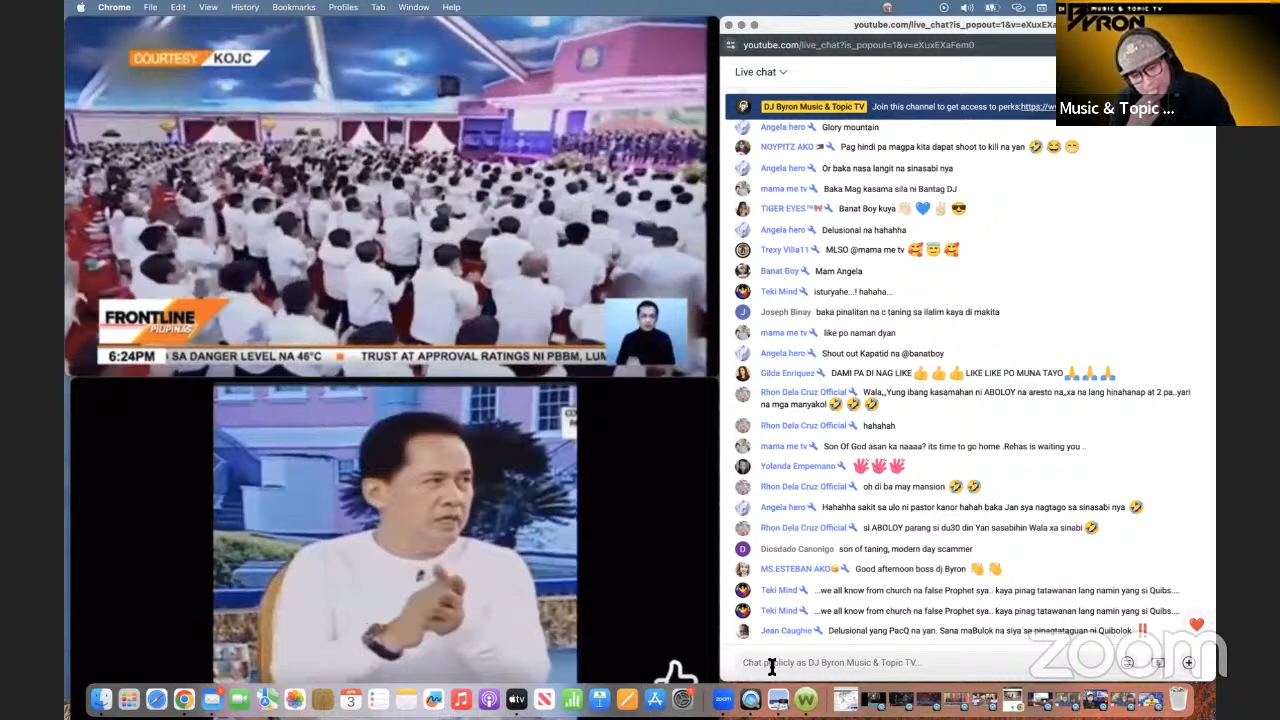 Chrome File Edit View History Bookmarks Profiles Tab Window Help
COURTESY KOJC
FRONTLINE
PILIPINAS
6:24PM SA DANGER LEVEL NA 46°C TRUST AT APPROVAL RATINGS NI PBBM, LUM
youtube.com/live_chat?is_popout=1&v=eXuxEXa
youtube.com/live_chat?is_popout=1&v=eXuxEXaFem0
Live chat
DJ Byron Music & Topic TV Join this channel to get access to perks:https://w
Angela hero Glory mountain
NOYPITZ AKO 🇵🇭 Pag hindi pa magpa kita dapat shoot to kill na yan 🤣😂😁
Angela hero Or baka nasa langit na sinasabi nya
mama me tv Baka Mag kasama sila ni Bantag DJ
TIGER EYES™🎀 Banat Boy kuya 👏🏻💙✌🏻😎
Angela hero Delusional na hahahha
Trexy Villa11 MLSO @mama me tv 🥰😇🥰
Banat Boy Mam Angela
Teki Mind isturyahe...! hahaha...
Joseph Binay baka pinalitan na c taning sa ilalim kaya di makita
mama me tv like po naman dyan
Angela hero Shout out Kapatid na @banatboy
Gilda Enriquez DAMI PA DI NAG LIKE👍👍👍LIKE LIKE PO MUNA TAYO🙏🙏🙏
Rhon Dela Cruz Official Wala,,,Yung ibang kasamahan ni ABOLOY na aresto na,,xa na lang hinahanap at 2 pa..yari
na mga manyakol 🤣🤣🤣
Rhon Dela Cruz Official hahahah
mama me tv Son Of God asan ka naaaa? its time to go home .Rehas is waiting you ..
Yolanda Empemano
Rhon Dela Cruz Official oh di ba may mansion 🤣🤣
Angela hero Hahahha sakit sa ulo ni pastor kanor hahah baka Jan sya nagtago sa sinasabi nya 🤣
Rhon Dela Cruz Official si ABOLOY parang si du30 din Yan sasabihin Wala xa sinabi 🤣
D Diosdado Canonigo son of taning, modern day scammer
MS.ESTEBAN AKO😘 Good afternoon boss dj Byron 👋👋
Teki Mind ...we all know from church na false Prophet sya.. kaya pinag tatawanan lang namin yang si Quibs....
Teki Mind ...we all know from church na false Prophet sya.. kaya pinag tatawanan lang namin yang si Quibs....
Jean Caughie Delusional yang PacQ na yan. Sana maBulok na siya sa pinagtataguan ni Quibolok ‼️
Chat publicly as DJ Byron Music & Topic TV...
MUSIC & TOPIC TV
BYRON
Music & Topic ...
zoom